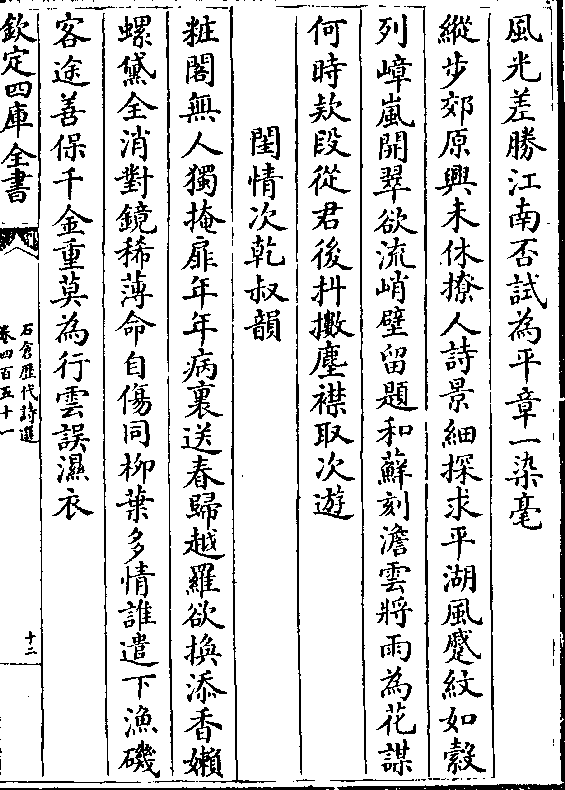 風光差勝江南否試為平章一染毫
縱步郊原興未休撩人詩景細探求平湖風蹙紋如縠
列嶂嵐開翠欲流峭壁留題和蘚刻澹雲將雨為花謀
何時欵段從君後抖擻塵襟取次遊
閨情次乾叔韻
粧閣無人獨掩扉年年病裏送春歸越羅欲換添香嬾
螺黛全消對鏡稀薄命自傷同柳葉多情誰遣下漁磯
客途善保千金重莫為行雲誤濕衣
欽定四庫全書
石倉歷代詩選
卷四百五十一
十二